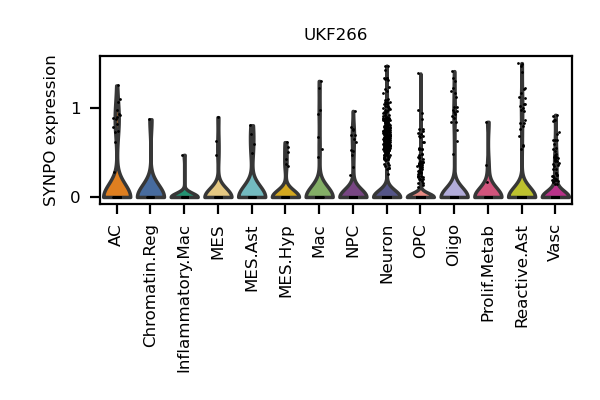 UKF266
SYNPO expression
1
0
AC
Chromatin.Reg
Inflammatory.Mac
MES
MES.Ast
MES.Hyp
Mac
NPC
Neuron
OPC
Oligo
Prolif.Metab
Reactive.Ast
Vasc